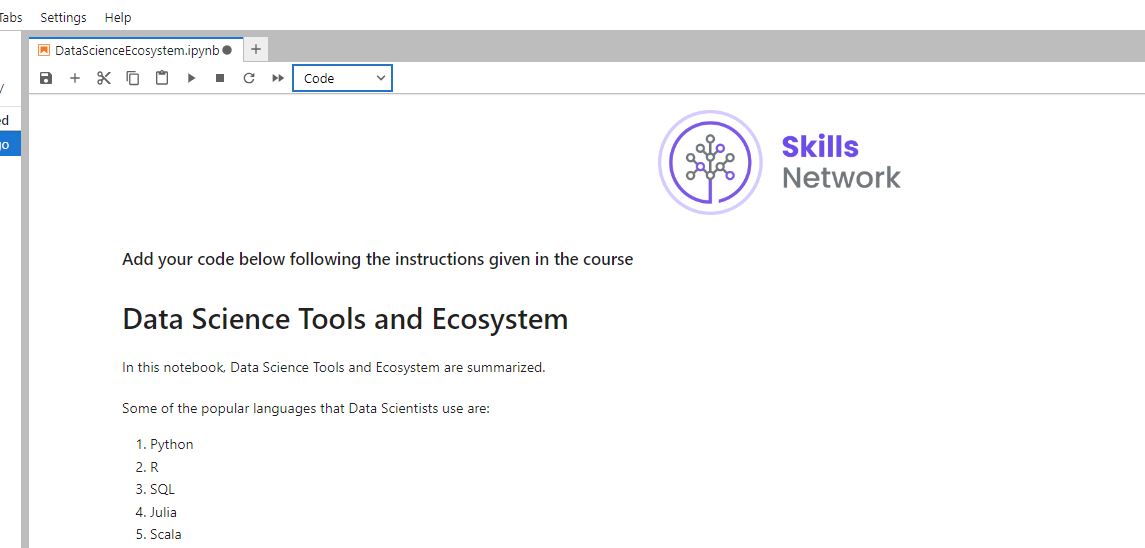 Tabs Settings Help
DataScienceEcosystem.ipynb
Code
Skills
Network
Add your code below following the instructions given in the course
Data Science Tools and Ecosystem
In this notebook, Data Science Tools and Ecosystem are summarized.
Some of the popular languages that Data Scientists use are:
1. Python
2. R
3. SQL
4. Julia
5. Scala